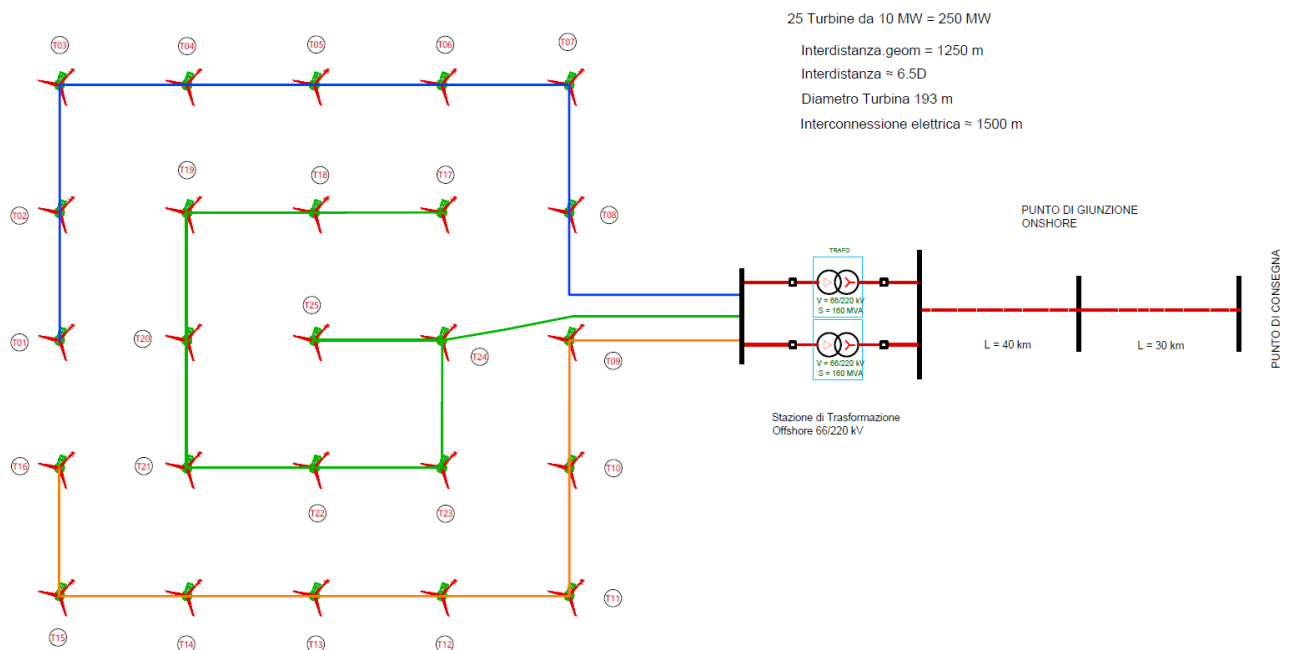 25 Turbine da 10 MW = 250 MW
Interdistanza.geom = 1250 m
Interdistanza ≈ 6.5D
Diametro Turbina 193 m
Interconnessione elettrica ≈ 1500 m
T03
T04
T05
T06
T07
T19
T18
T17
T02
T08
PUNTO DI GIUNZIONE
ONSHORE
TRAFO
V = 66/220 kV
S = 160 MVA
T25
T01
T20
T24
T09
V = 66/220 kV
S = 160 MVA
L = 40 km
L = 30 km
PUNTO DI CONSEGNA
Stazione di Trasformazione
Offshore 66/220 kV
T16
T21
T10
T22
T23
T11
T15
T14
T13
T12